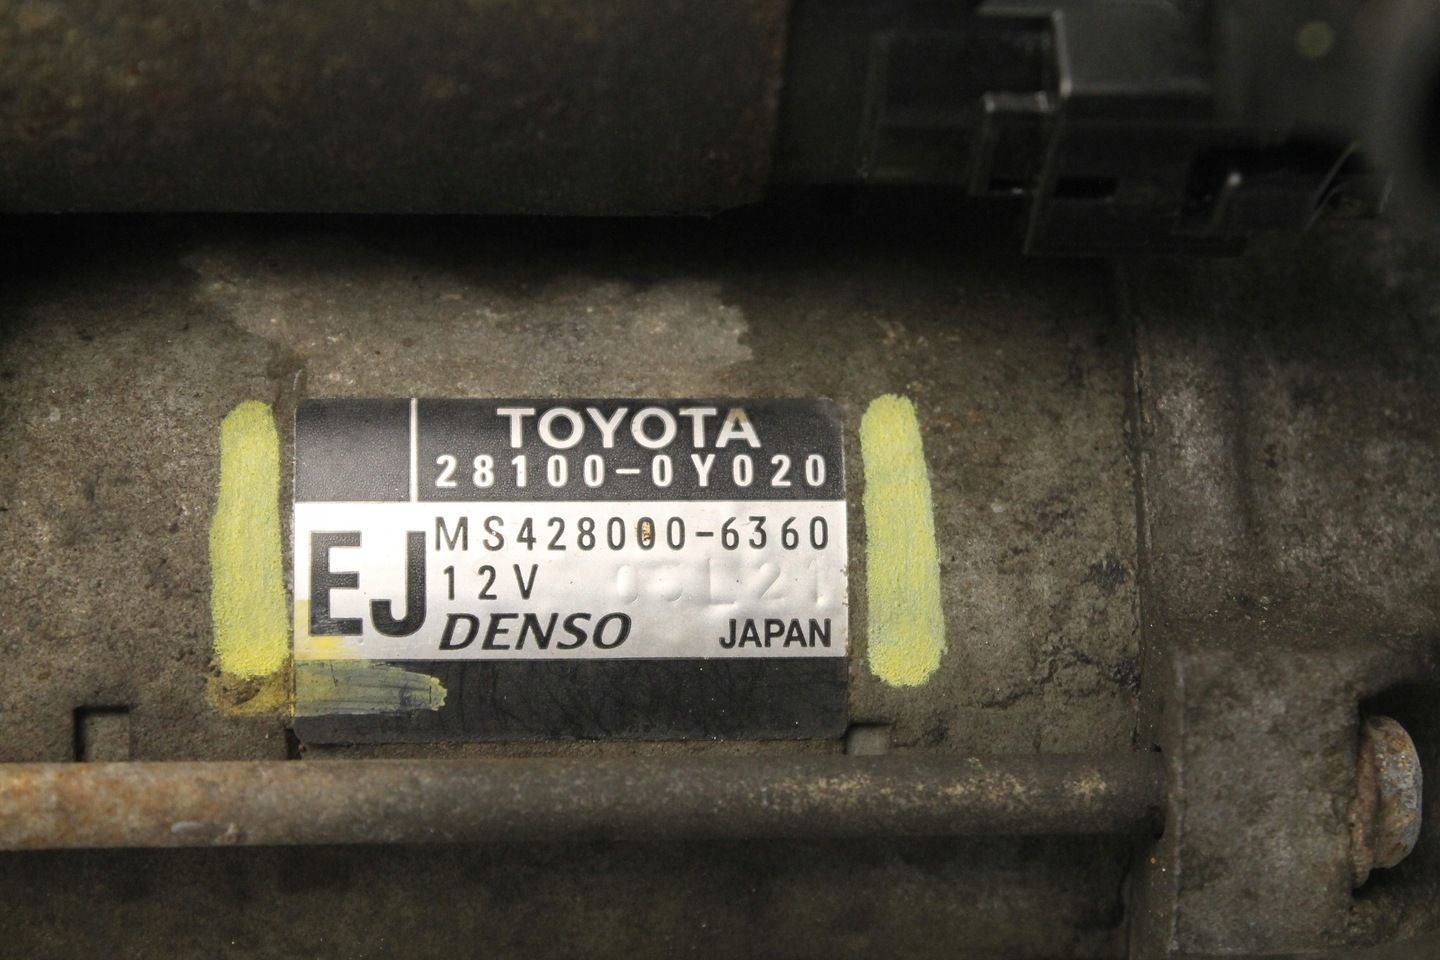 TOYOTA
28100-0Y020
EJ
MS428000-6360
12V
DENSO JAPAN